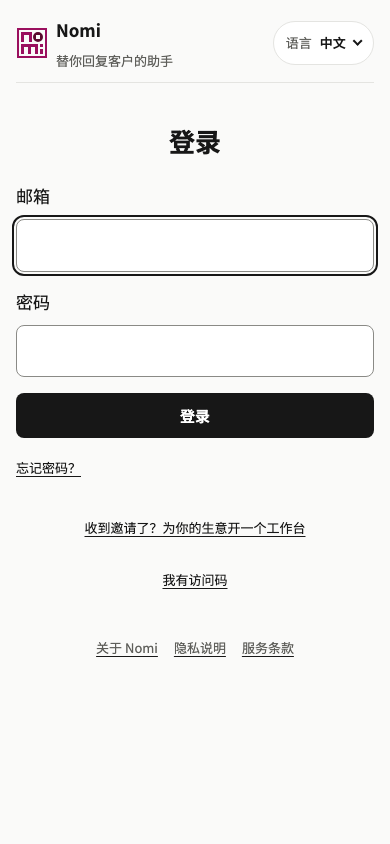 nomi
Nomi
替你回复客户的助手
语言 中文
登录
邮箱
密码
登录
忘记密码？
收到邀请了？为你的生意开一个工作台
我有访问码
关于 Nomi 隐私说明 服务条款